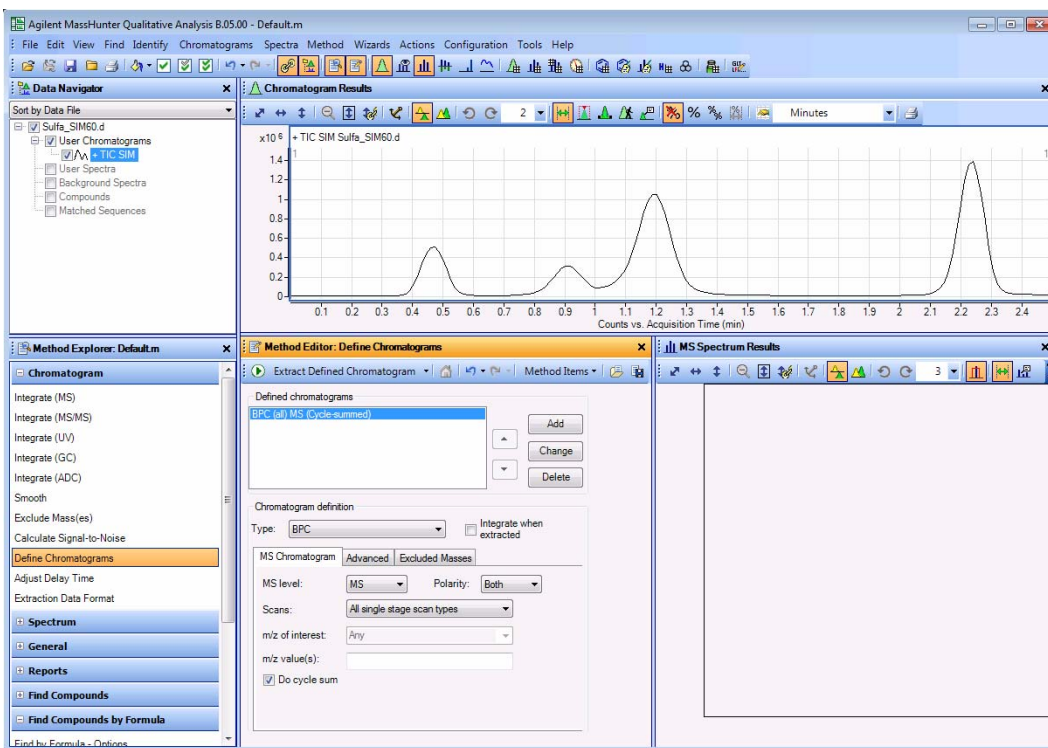 Agilent MassHunter Qualitative Analysis B.05.00 - Default.m
File Edit View Find Identify Chromatograms Spectra Method Wizards Actions Configuration Tools Help
Data Navigator
Sort by Data File
Sulfa_SIM60.d
User Chromatograms
+ TIC SIM
User Spectra
Background Spectra
Compounds
Matched Sequences
Chromatogram Results
2 % % Minutes
x10 6 + TIC SIM Sulfa_SIM60.d
1 1
1.4
1.2
1
0.8
0.6
0.4
0.2
0
0.1 0.2 0.3 0.4 0.5 0.6 0.7 0.8 0.9 1 1.1 1.2 1.3 1.4 1.5 1.6 1.7 1.8 1.9 2 2.1 2.2 2.3 2.4
Counts vs. Acquisition Time (min)
Method Explorer: Default.m
Chromatogram
Integrate (MS)
Integrate (MS/MS)
Integrate (UV)
Integrate (GC)
Integrate (ADC)
Smooth
Exclude Mass(es)
Calculate Signal-to-Noise
Define Chromatograms
Adjust Delay Time
Extraction Data Format
Spectrum
General
Reports
Find Compounds
Find Compounds by Formula
Find by Formula - Options
Method Editor: Define Chromatograms
Extract Defined Chromatogram Method Items
Defined chromatograms
BPC (all) MS (Cycle-summed)
Add
Change
Delete
Chromatogram definition
Type: BPC Integrate when extracted
MS Chromatogram Advanced Excluded Masses
MS level: MS Polarity: Both
Scans: All single stage scan types
m/z of interest: Any
m/z value(s):
Do cycle sum
MS Spectrum Results
3